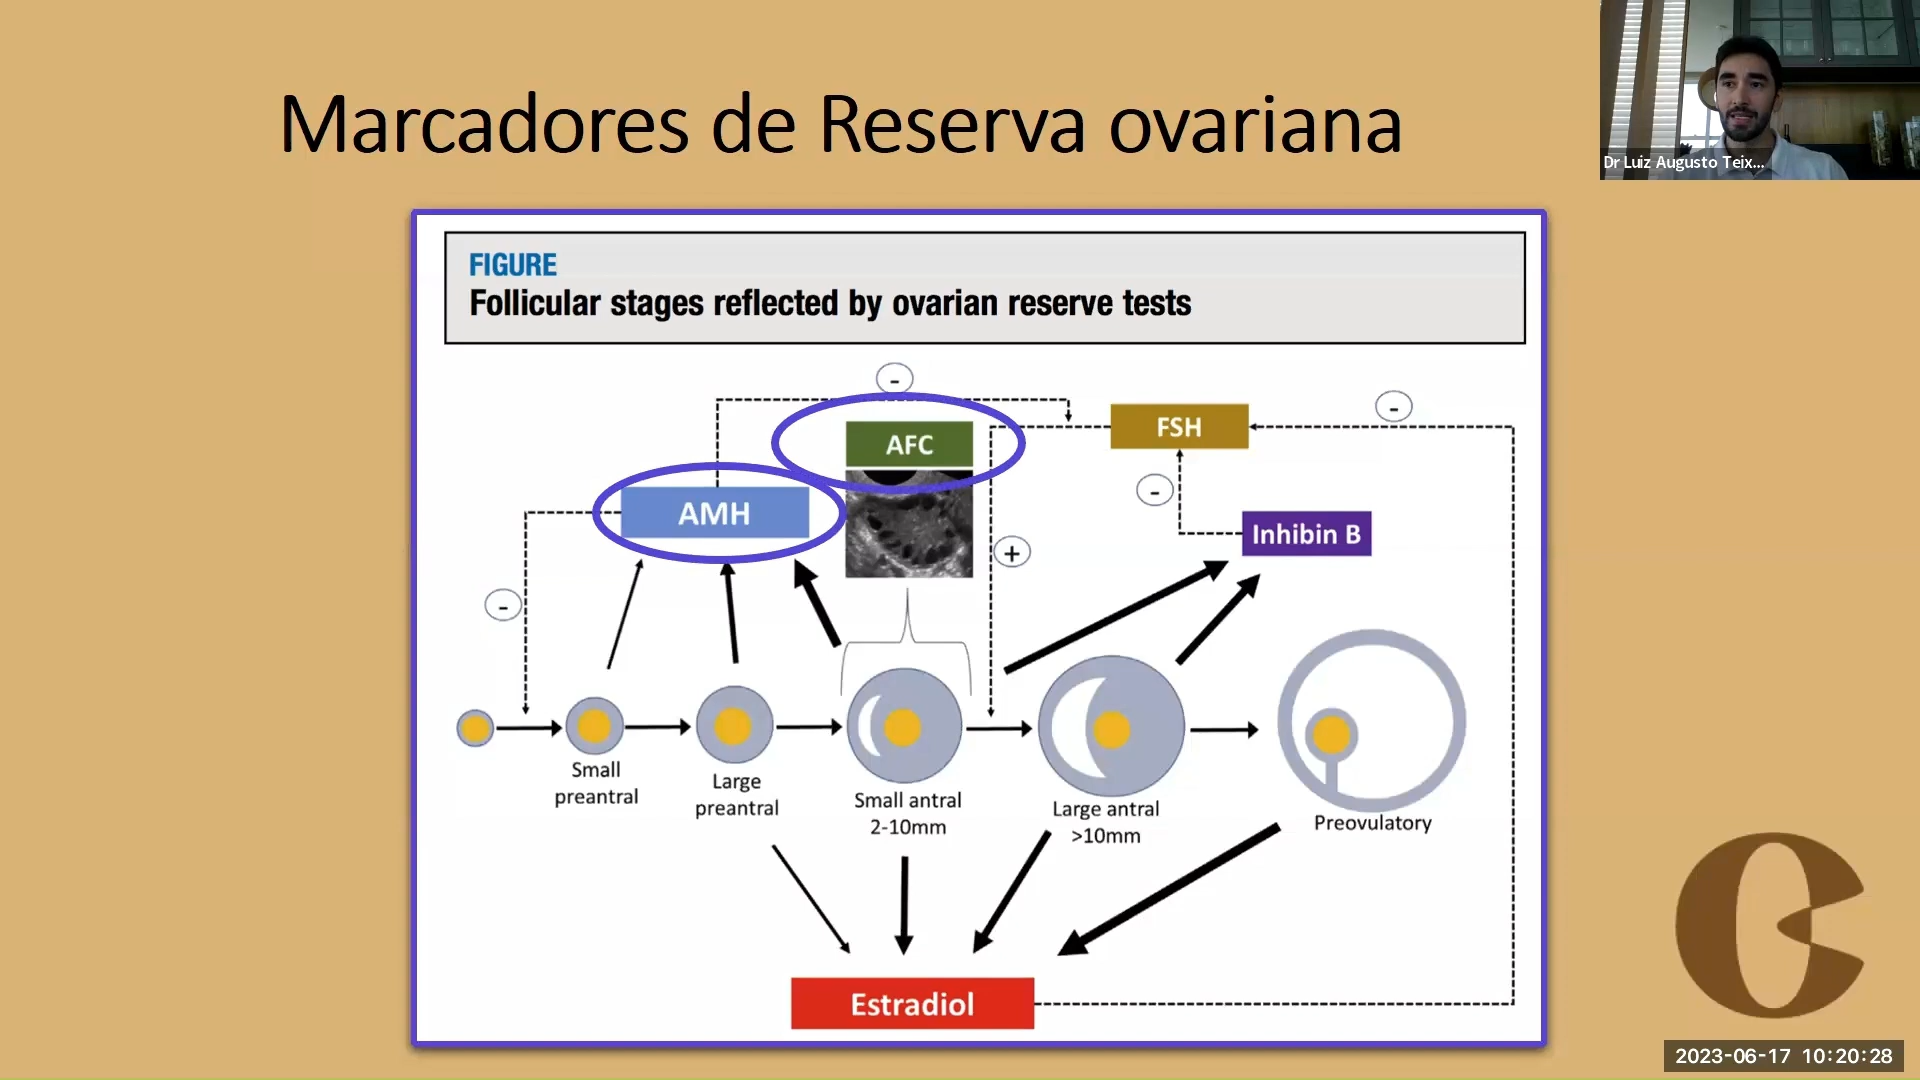 Marcadores de Reserva ovariana
Dr Luiz Augusto Teix...
FIGURE
Follicular stages reflected by ovarian reserve tests
-
AFC
FSH
-
AMH
-
Inhibin B
+
-
Small
preantral
Large
preantral
Small antral
2-10mm
Large antral
>10mm
Preovulatory
Estradiol
2023-06-17 10:20:28